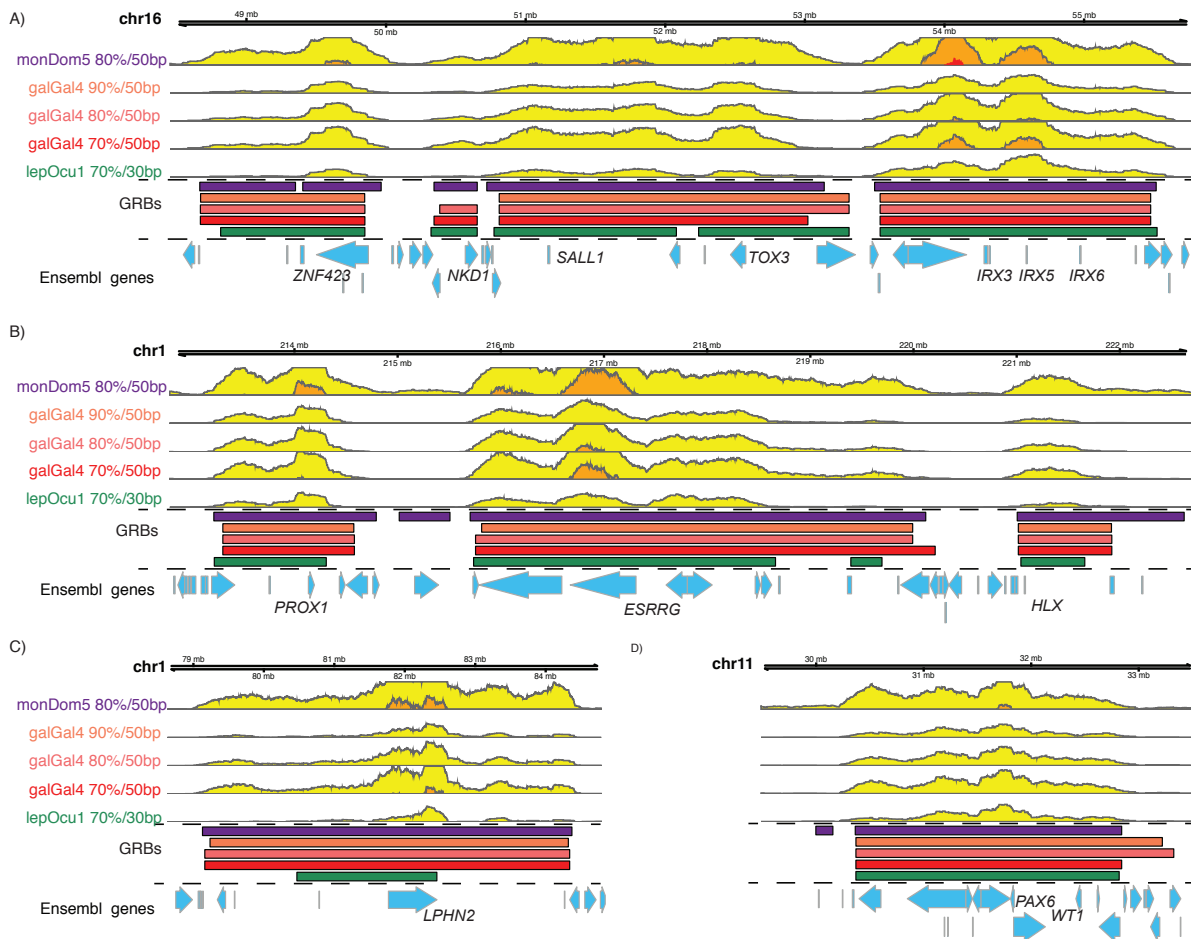 A)
chr16
49 mb
50 mb
51 mb
52 mb
53 mb
54 mb
55 mb
monDom5 80%/50bp
galGal4 90%/50bp
galGal4 80%/50bp
galGal4 70%/50bp
lepOcu1 70%/30bp
GRBs
Ensembl genes
ZNF423
NKD1
SALL1
TOX3
IRX3
IRX5
IRX6
B)
chr1
214 mb
215 mb
216 mb
217 mb
218 mb
219 mb
220 mb
221 mb
222 mb
monDom5 80%/50bp
galGal4 90%/50bp
galGal4 80%/50bp
galGal4 70%/50bp
lepOcu1 70%/30bp
GRBs
Ensembl genes
PROX1
ESRRG
HLX
C)
chr1
79 mb
80 mb
81 mb
82 mb
83 mb
84 mb
monDom5 80%/50bp
galGal4 90%/50bp
galGal4 80%/50bp
galGal4 70%/50bp
lepOcu1 70%/30bp
GRBs
Ensembl genes
LPHN2
D)
chr11
30 mb
31 mb
32 mb
33 mb
PAX6
WT1